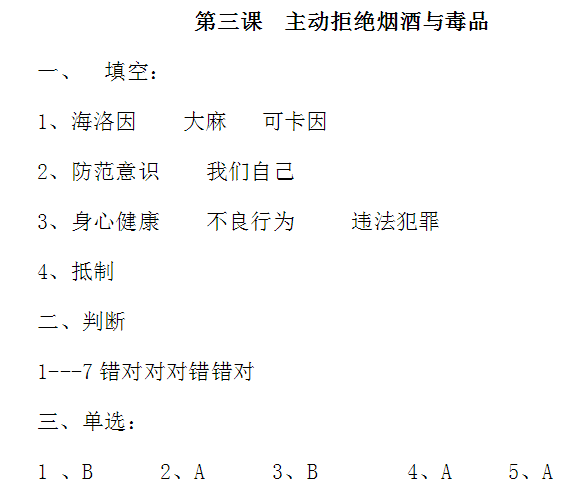 第三课 主动拒绝烟酒与毒品
一、 填空：
1、海洛因 大麻 可卡因
2、防范意识 我们自己
3、身心健康 不良行为 违法犯罪
4、抵制
二、判断
1---7错对对对错错对
三、单选：
1 、B 2、A 3、B 4、A 5、A